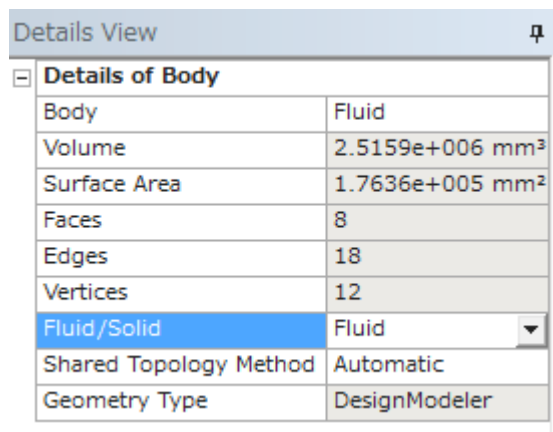 Details View
Details of Body
Body Fluid
Volume 2.5159e+006 mm³
Surface Area 1.7636e+005 mm²
Faces 8
Edges 18
Vertices 12
Fluid/Solid Fluid
Shared Topology Method Automatic
Geometry Type DesignModeler